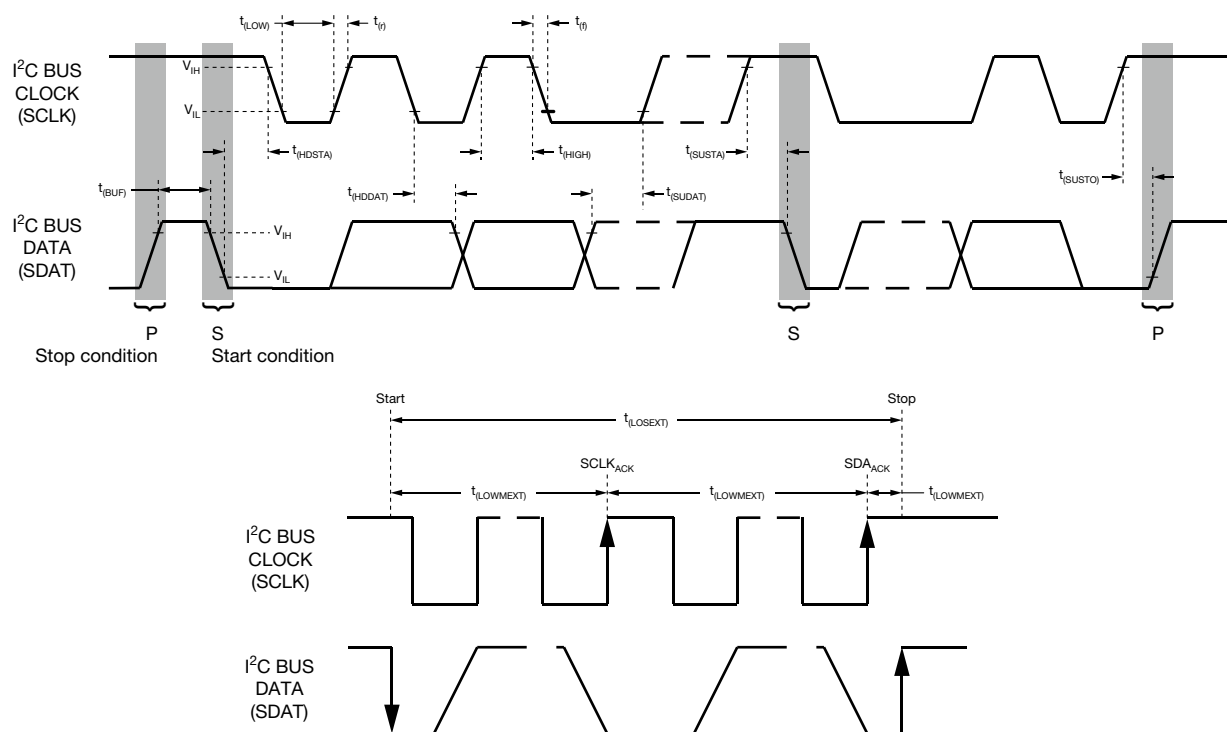 t(LOW)
t(r)
t(f)
I²C BUS
CLOCK
(SCLK)
VIH
VIL
t(HDSTA)
t(HIGH)
t(SUSTA)
t(SUSTO)
t(BUF)
t(HDDAT)
t(SUDAT)
I²C BUS
DATA
(SDAT)
VIH
VIL
P
S
S
P
Stop condition
Start condition
Start
Stop
t(LOSEXT)
SCLKACK
SDAACK
t(LOWMEXT)
t(LOWMEXT)
t(LOWMEXT)
I²C BUS
CLOCK
(SCLK)
I²C BUS
DATA
(SDAT)